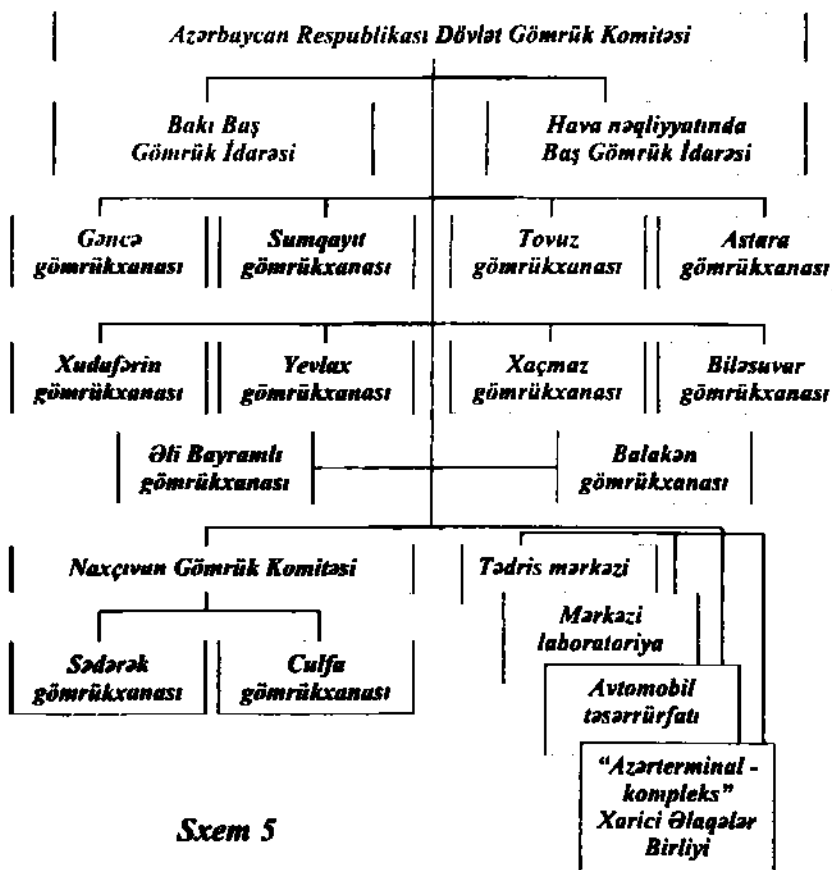 Azərbaycan Respublikası Dövlət Gömrük Komitəsi
Bakı Baş
Gömrük İdarəsi
Hava nəqliyyatında
Baş Gömrük İdarəsi
Gəncə
gömrükxanası
Sumqayıt
gömrükxanası
Tovuz
gömrükxanası
Astara
gömrükxanası
Xudafərin
gömrükxanası
Yevlax
gömrükxanası
Xaçmaz
gömrükxanası
Biləsuvar
gömrükxanası
Əli Bayramlı
gömrükxanası
Balakən
gömrükxanası
Naxçıvan Gömrük Komitəsi
Sədərək
gömrükxanası
Culfa
gömrükxanası
Tədris mərkəzi
Mərkəzi
laboratoriya
Avtomobil
təsərrürfatı
“Azərterminal -
kompleks”
Xarici Əlaqələr
Birliyi
Sxem 5